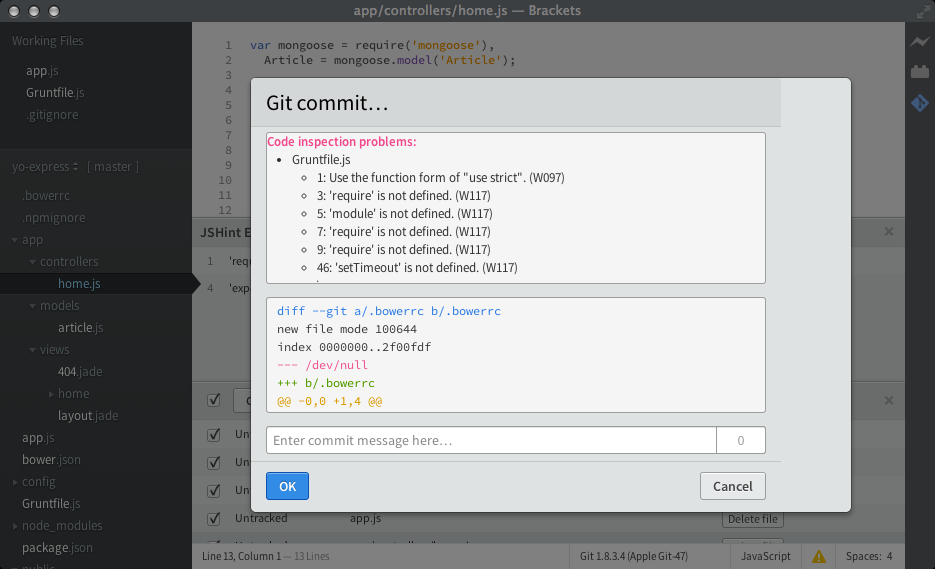 app/controllers/home.js — Brackets
Working Files
app.js
Gruntfile.js
.gitignore
yo-express [ master ]
.bowerrc
.npmignore
app
controllers
home.js
models
article.js
views
404.jade
home
layout.jade
app.js
bower.json
config
Gruntfile.js
node_modules
package.json
public
1 var mongoose = require('mongoose'),
2 Article = mongoose.model('Article');
3
4
5
6
7
8
9
10
11
12
JSHint
1
4
Git commit…
Code inspection problems:
• Gruntfile.js
1: Use the function form of "use strict". (W097)
3: 'require' is not defined. (W117)
5: 'module' is not defined. (W117)
7: 'require' is not defined. (W117)
9: 'require' is not defined. (W117)
46: 'setTimeout' is not defined. (W117)
diff --git a/.bowerrc b/.bowerrc
new file mode 100644
index 0000000..2f00fdf
--- /dev/null
+++ b/.bowerrc
@@ -0,0 +1,4 @@
Enter commit message here…
0
OK
Cancel
Untracked app.js Delete file
Line 13, Column 1 — 13 Lines
Git 1.8.3.4 (Apple Git-47)
JavaScript
Spaces: 4